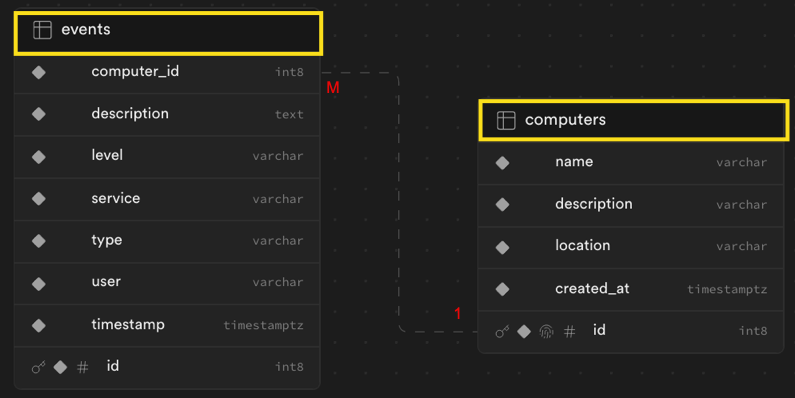 events
computer_id int8
description text
level varchar
service varchar
type varchar
user varchar
timestamp timestamptz
# id int8
M
1
computers
name varchar
description varchar
location varchar
created_at timestamptz
# id int8